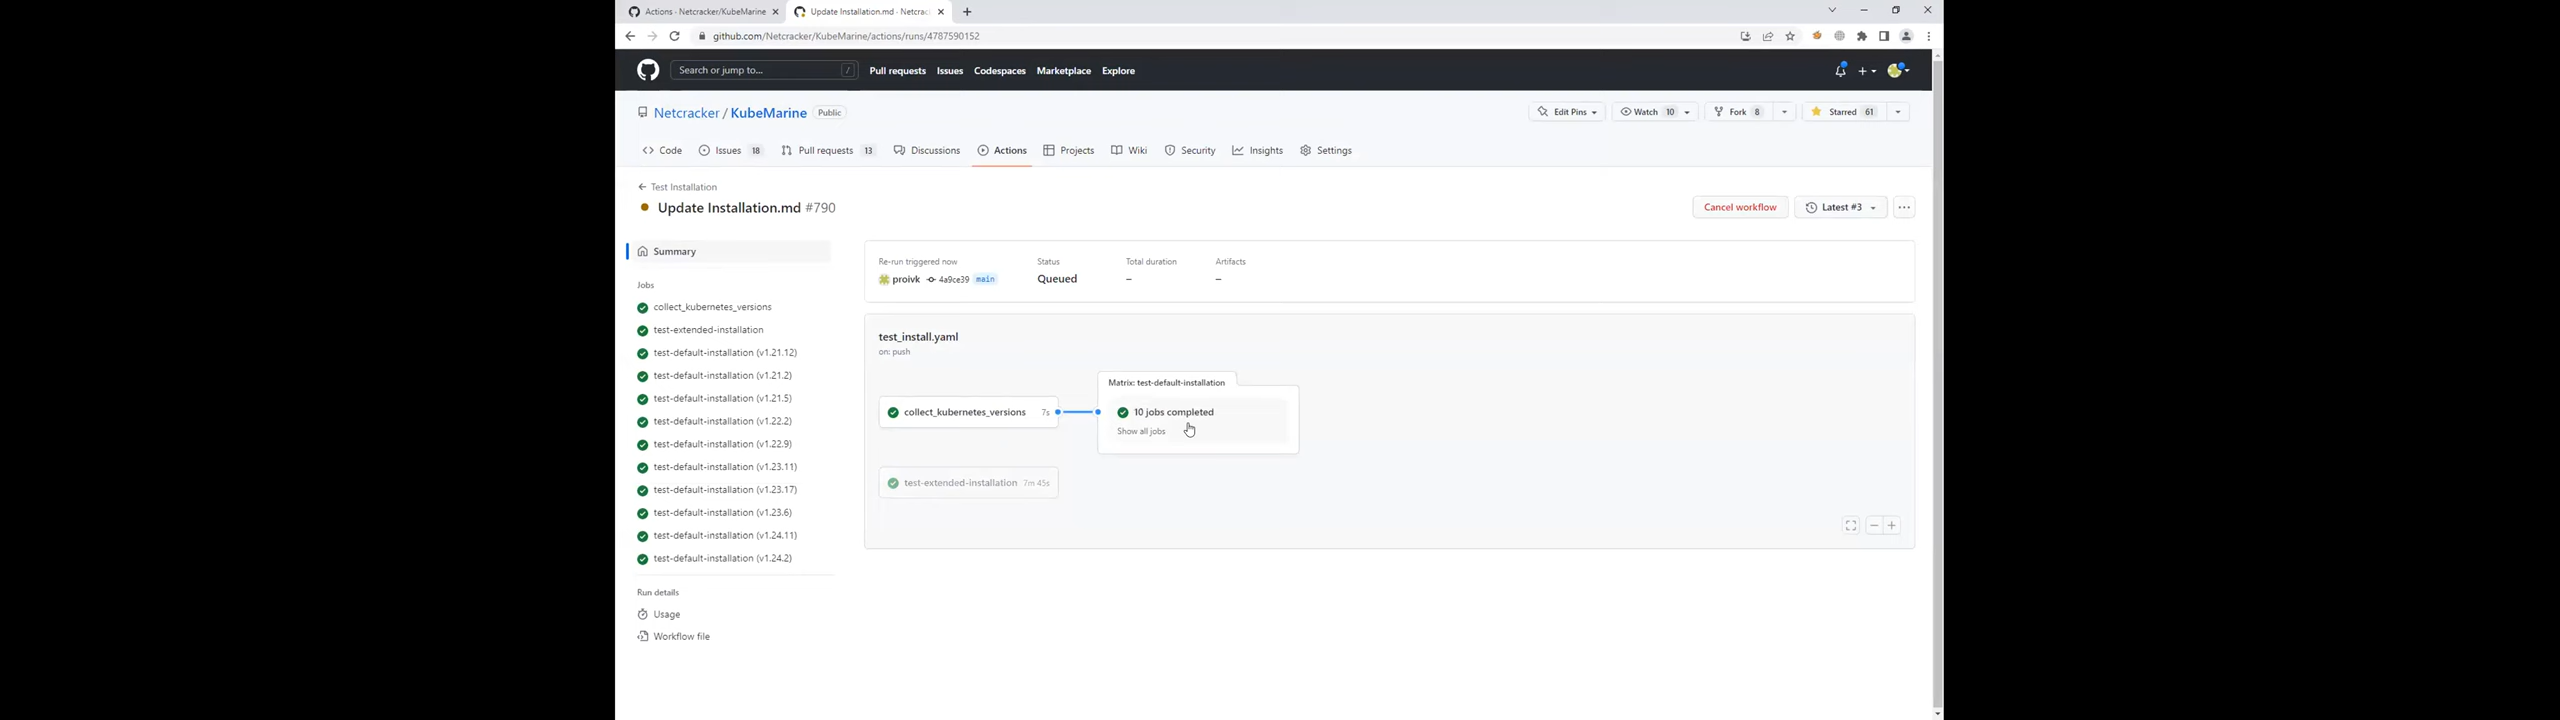 Actions · Netcracker/KubeMarine
Update Installation.md · Netcrac
github.com/Netcracker/KubeMarine/actions/runs/4787590152
Search or jump to...
/
Pull requests
Issues
Codespaces
Marketplace
Explore
Netcracker / KubeMarine
Public
Edit Pins
Watch 10
Fork 8
Starred 61
Code
Issues 18
Pull requests 13
Discussions
Actions
Projects
Wiki
Security
Insights
Settings
Test Installation
Update Installation.md #790
Cancel workflow
Latest #3
Summary
Jobs
collect_kubernetes_versions
test-extended-installation
test-default-installation (v1.21.12)
test-default-installation (v1.21.2)
test-default-installation (v1.21.5)
test-default-installation (v1.22.2)
test-default-installation (v1.22.9)
test-default-installation (v1.23.11)
test-default-installation (v1.23.17)
test-default-installation (v1.23.6)
test-default-installation (v1.24.11)
test-default-installation (v1.24.2)
Run details
Usage
Workflow file
Re-run triggered now
proivk 4a9ce39 main
Status
Queued
Total duration
–
Artifacts
–
test_install.yaml
on: push
collect_kubernetes_versions 7s
Matrix: test-default-installation
10 jobs completed
Show all jobs
test-extended-installation 7m 45s